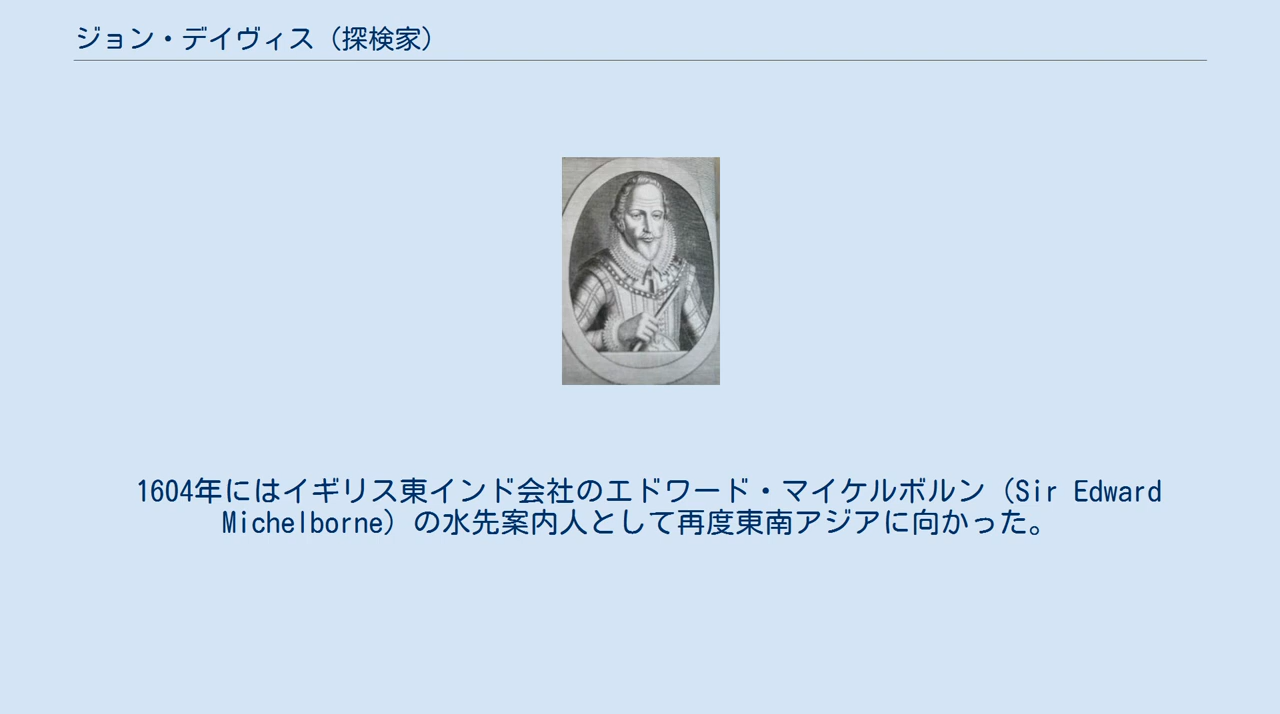 ジョン・デイヴィス（探検家）
1604年にはイギリス東インド会社のエドワード・マイケルボルン（Sir Edward
Michelborne）の水先案内人として再度東南アジアに向かった。